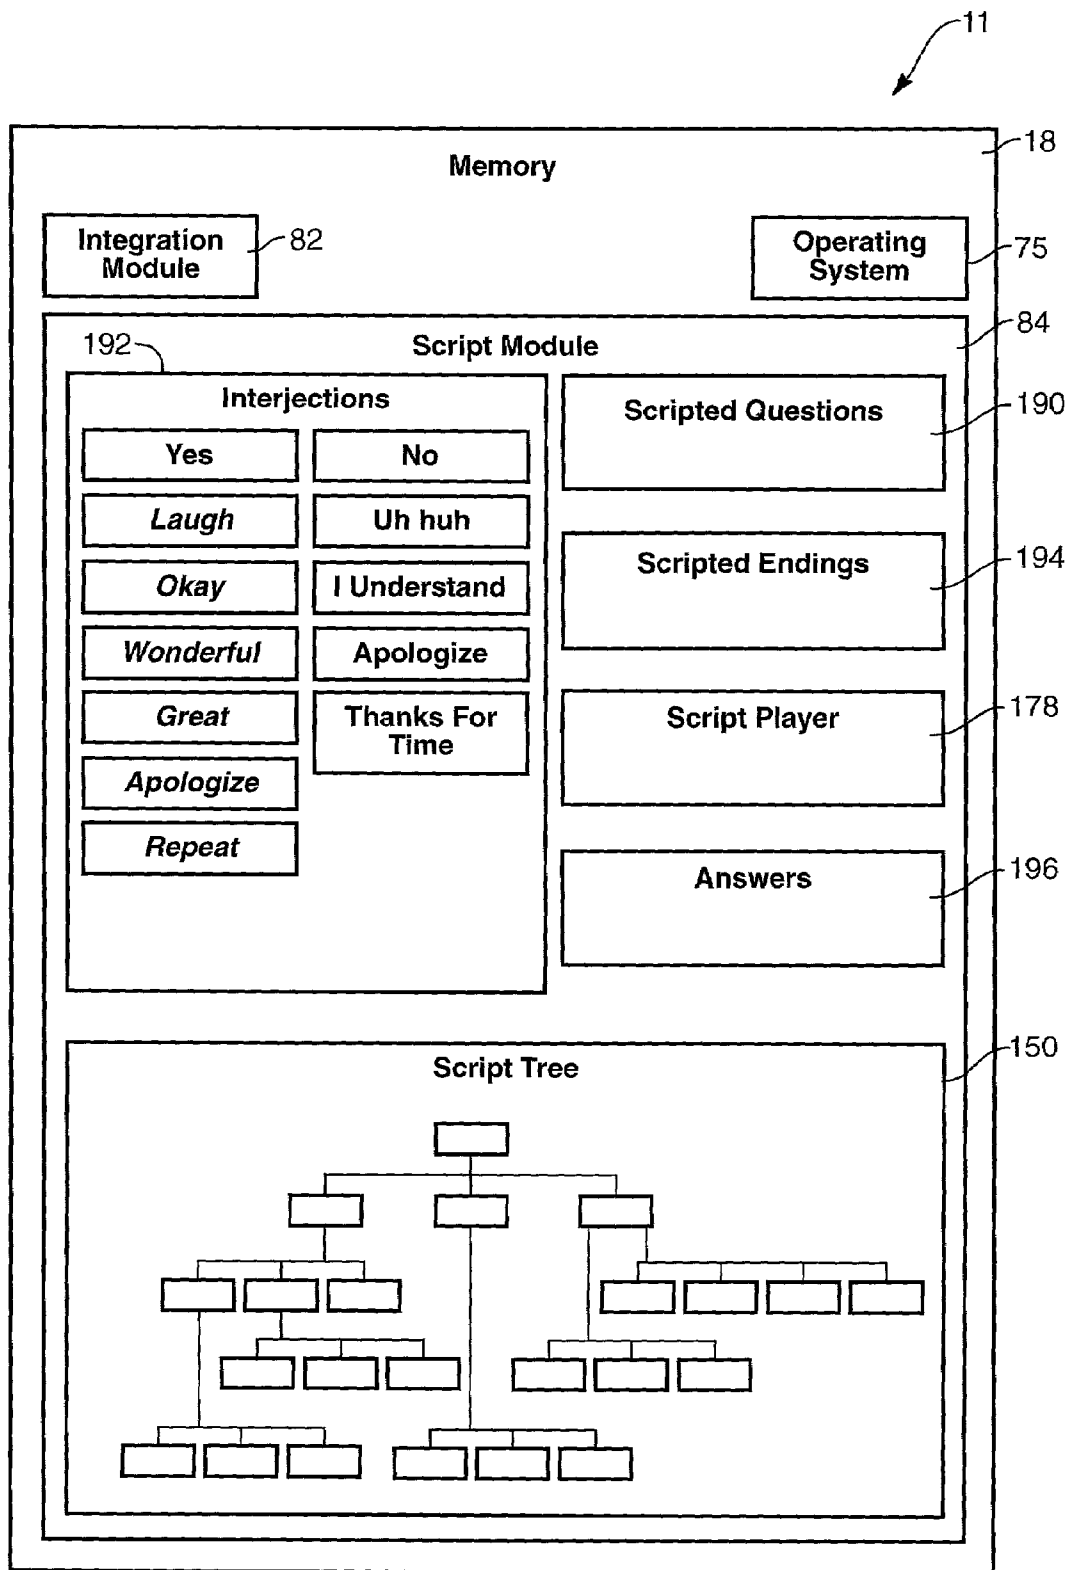 11
18
Memory
Integration
Module
82
Operating
System
75
84
192
Script Module
Interjections
Yes
No
Laugh
Uh huh
Okay
I Understand
Wonderful
Apologize
Great
Thanks For
Time
Apologize
Repeat
Scripted Questions
190
Scripted Endings
194
Script Player
178
Answers
196
150
Script Tree